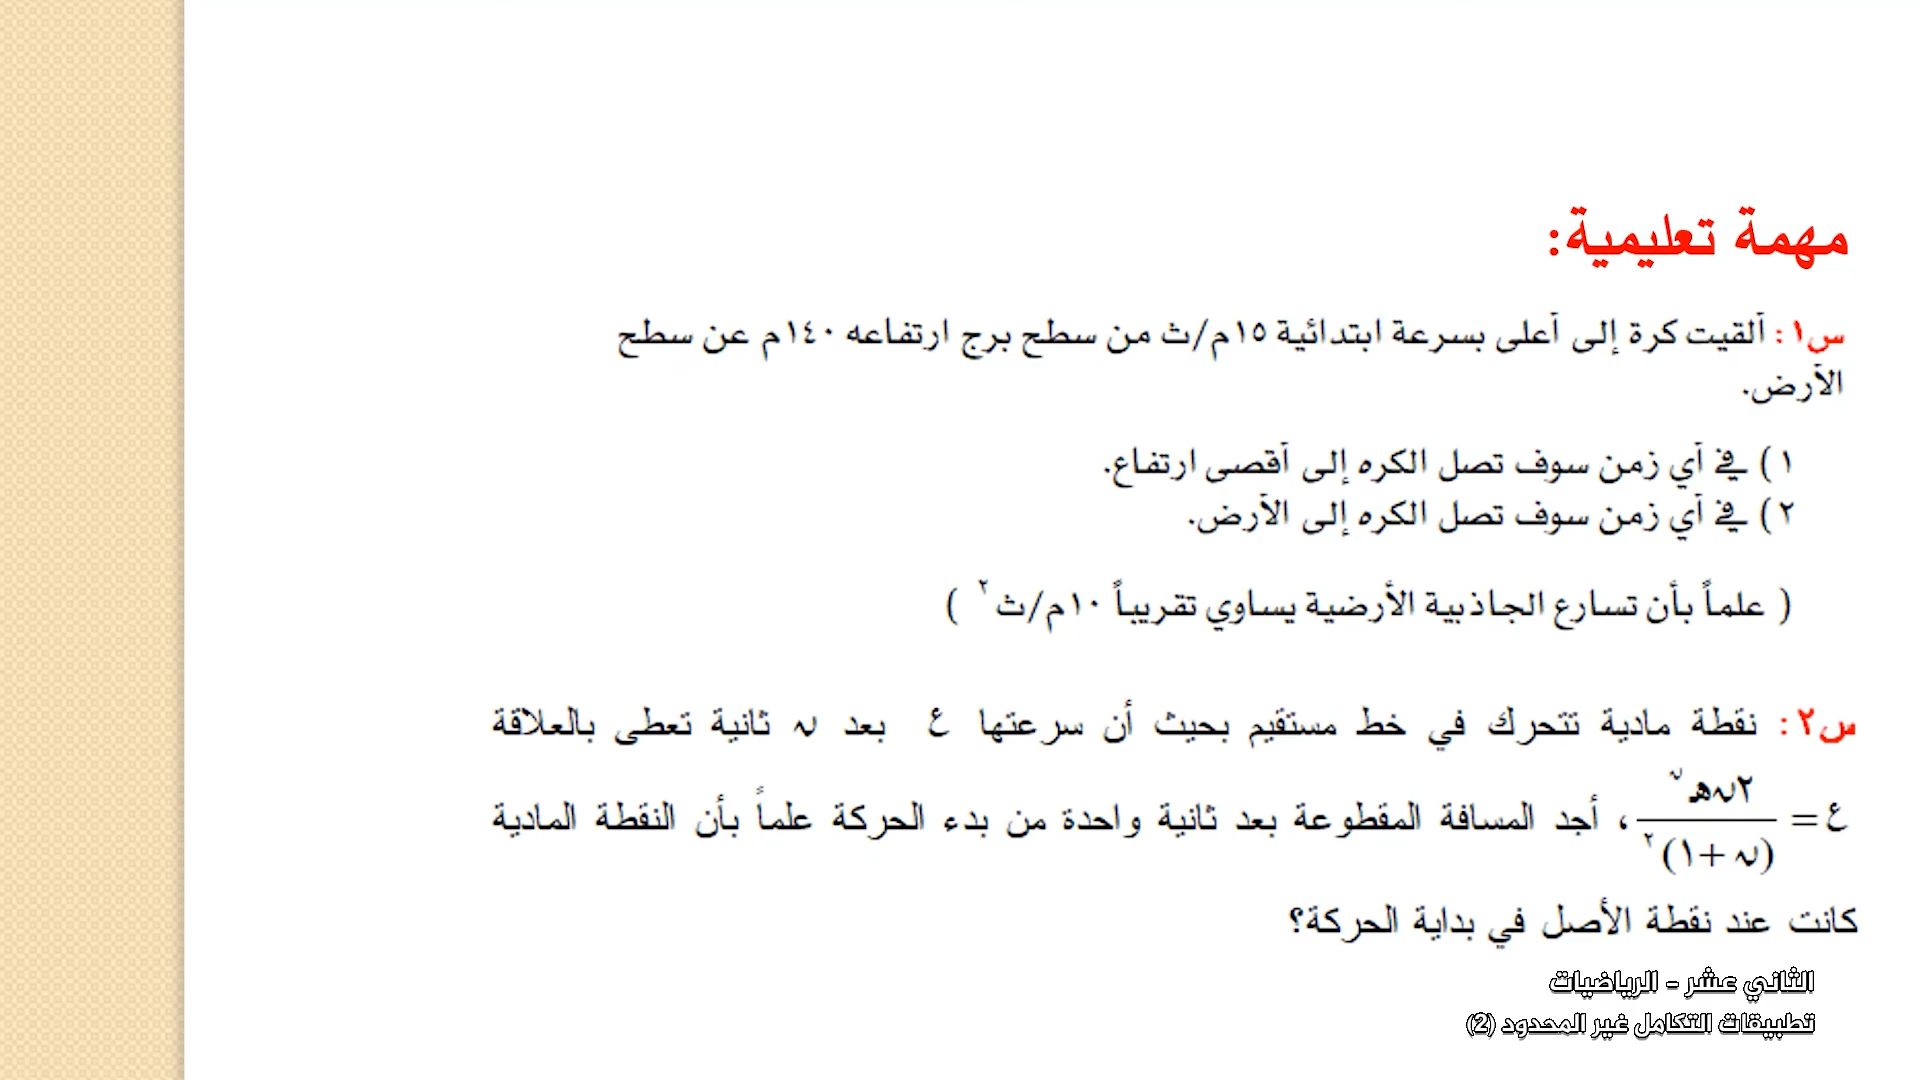 مهمة تعليمية:
س١: ألقيت كرة إلى أعلى بسرعة ابتدائية ١٥م/ث من سطح برج ارتفاعه ١٤٠م عن سطح
الأرض.
١) في أي زمن سوف تصل الكره إلى أقصى ارتفاع.
٢) في أي زمن سوف تصل الكره إلى الأرض.
( علماً بأن تسارع الجاذبية الأرضية يساوي تقريباً ١٠م/ث٢ )
س٢: نقطة مادية تتحرك في خط مستقيم بحيث أن سرعتها ع بعد ن ثانية تعطى بالعلاقة
ع = ٢ن هـ^ن / (ن + ١)^٢ ، أجد المسافة المقطوعة بعد ثانية واحدة من بدء الحركة علماً بأن النقطة المادية
كانت عند نقطة الأصل في بداية الحركة؟
الثاني عشر - الرياضيات
تطبيقات التكامل غير المحدود (2)